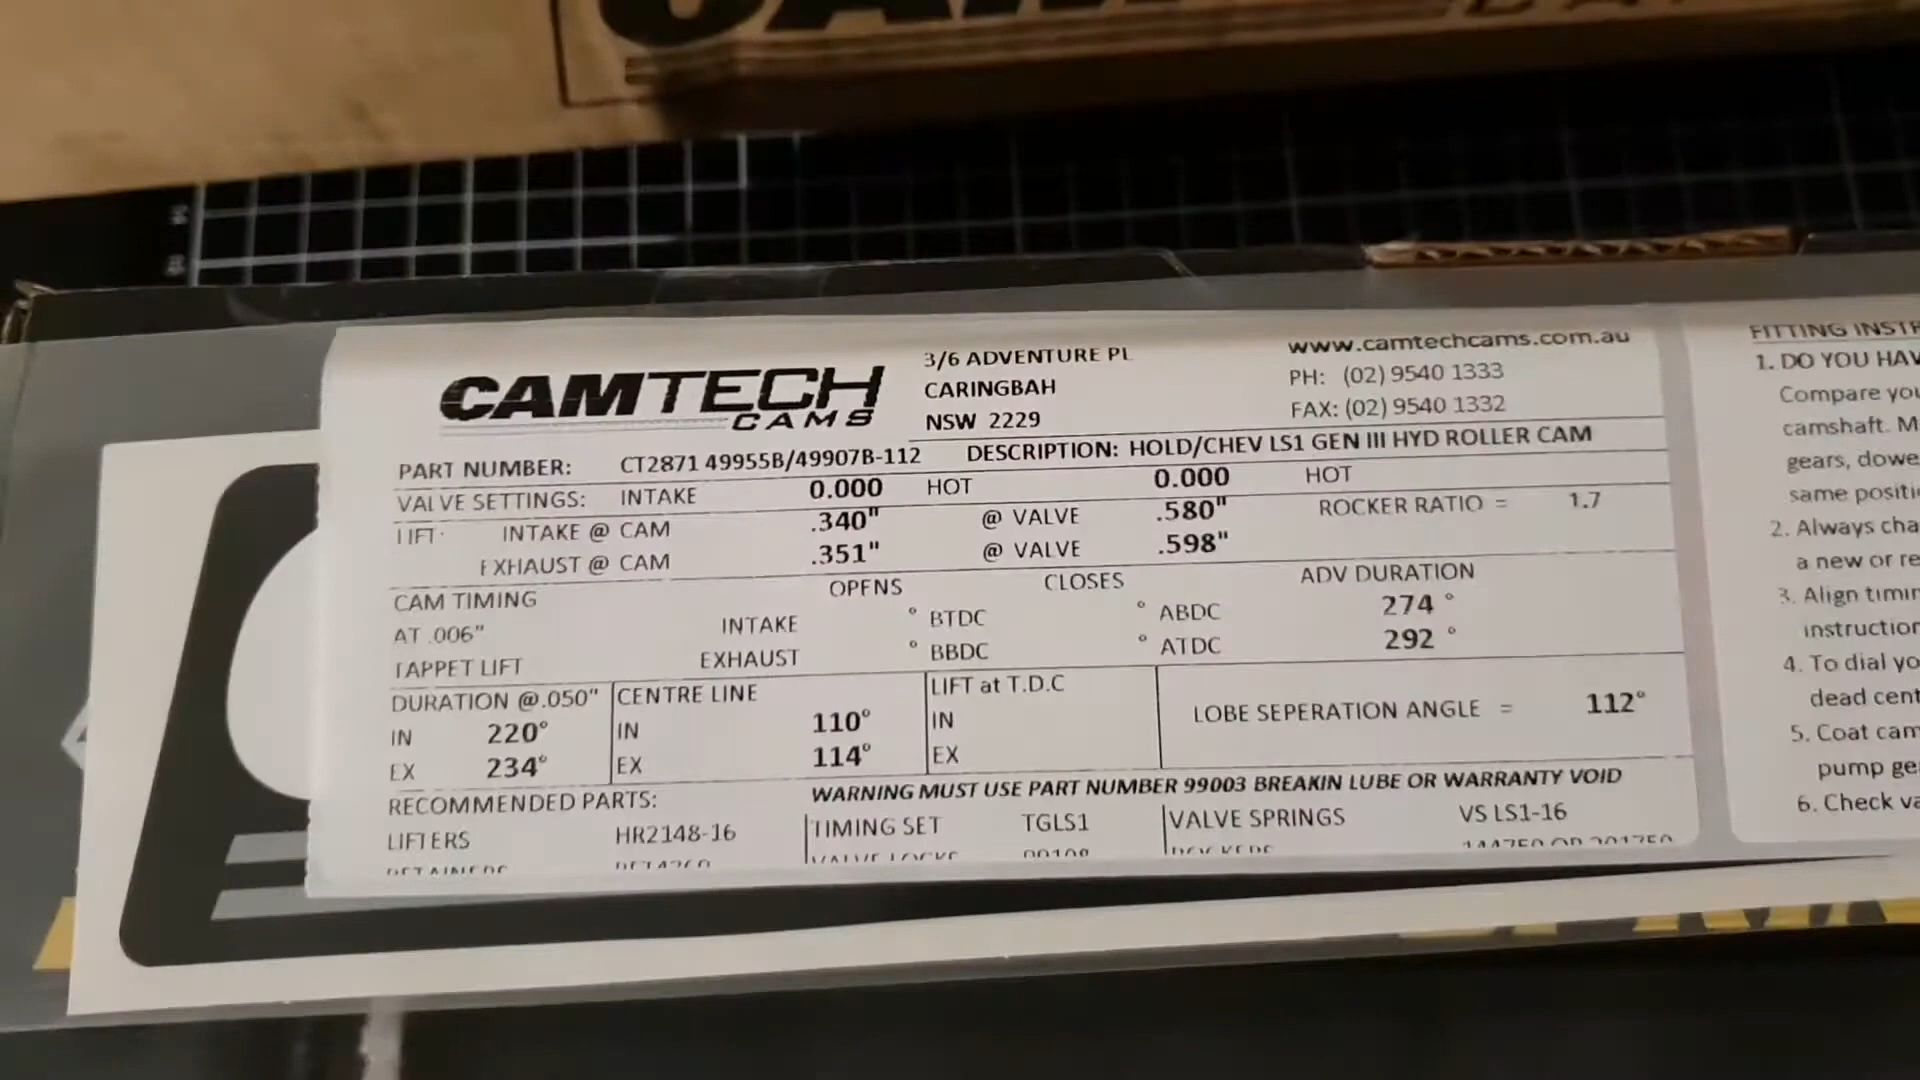 CAMTECH
CAMS
3/6 ADVENTURE PL
CARINGBAH
NSW 2229
www.camtechcams.com.au
PH: (02) 9540 1333
FAX: (02) 9540 1332
PART NUMBER: CT2871 49955B/49907B-112 DESCRIPTION: HOLD/CHEV LS1 GEN III HYD ROLLER CAM
VALVE SETTINGS: INTAKE 0.000 HOT 0.000 HOT
LIFT: INTAKE @ CAM .340" @ VALVE .580" ROCKER RATIO = 1.7
EXHAUST @ CAM .351" @ VALVE .598"
CAM TIMING OPENS CLOSES ADV DURATION
AT .006" INTAKE ° BTDC ° ABDC 274 °
TAPPET LIFT EXHAUST ° BBDC ° ATDC 292 °
DURATION @.050" CENTRE LINE LIFT at T.D.C
IN 220° IN 110° IN LOBE SEPERATION ANGLE = 112°
EX 234° EX 114° EX
RECOMMENDED PARTS: WARNING MUST USE PART NUMBER 99003 BREAKIN LUBE OR WARRANTY VOID
LIFTERS HR2148-16 TIMING SET TGLS1 VALVE SPRINGS VS LS1-16
FITTING INSTR
1. DO YOU HAV
Compare you
camshaft. M
gears, dowe
same positi
2. Always cha
a new or re
3. Align timin
instruction
4. To dial yo
dead cent
5. Coat cam
pump ge
6. Check va